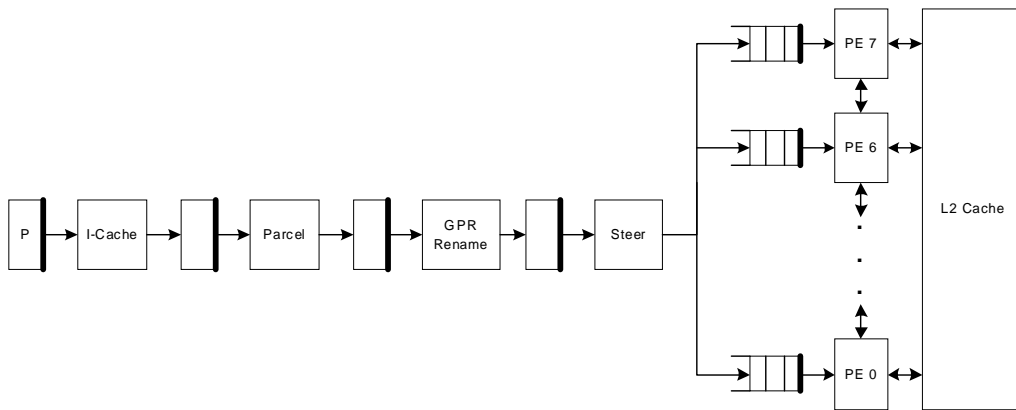 PE 7
PE 6
L2 Cache
P
I-Cache
Parcel
GPR
Rename
Steer
PE 0